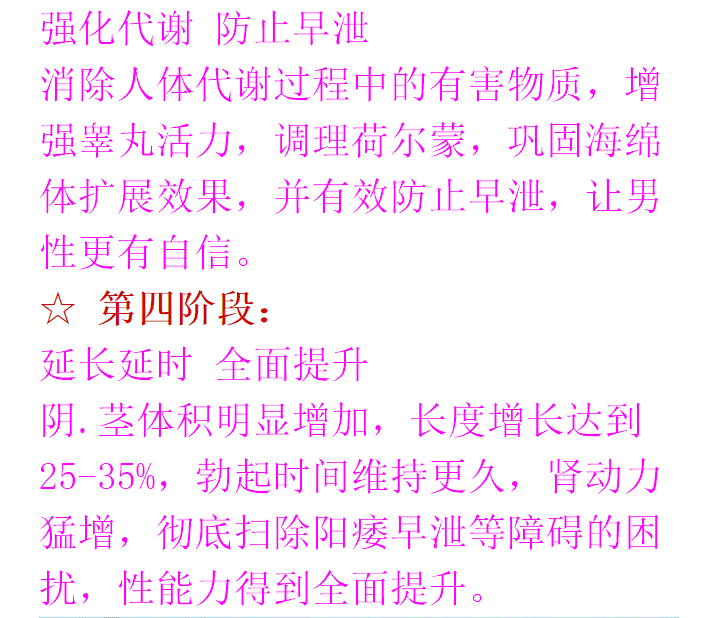 强化代谢 防止早泄
消除人体代谢过程中的有害物质，增
强睾丸活力，调理荷尔蒙，巩固海绵
体扩展效果，并有效防止早泄，让男
性更有自信。
☆ 第四阶段：
延长延时 全面提升
阴.茎体积明显增加，长度增长达到
25-35%，勃起时间维持更久，肾动力
猛增，彻底扫除阳痿早泄等障碍的困
扰，性能力得到全面提升。